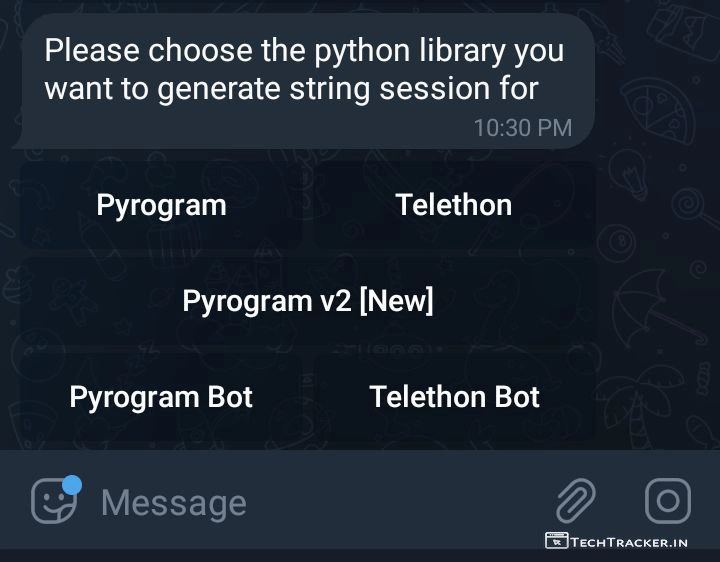 Please choose the python library you
want to generate string session for
10:30 PM
Pyrogram
Telethon
Pyrogram v2 [New]
Pyrogram Bot
Telethon Bot
Message
TECHTRACKER.IN